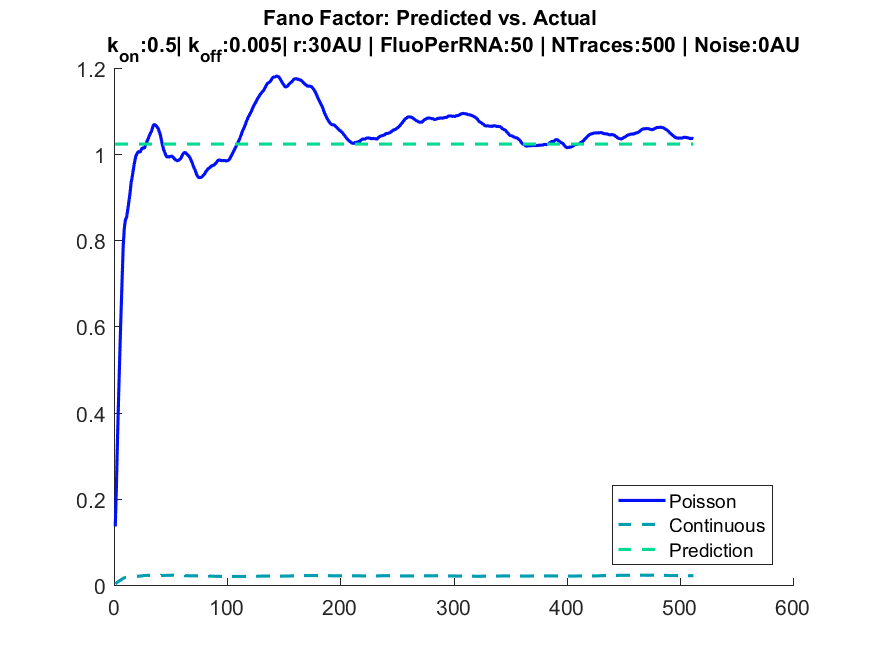 Fano Factor: Predicted vs. Actual
kon:0.5| koff:0.005| r:30AU | FluoPerRNA:50 | NTraces:500 | Noise:0AU
1.2
1
0.8
0.6
0.4
0.2
0
0 100 200 300 400 500 600
Poisson
Continuous
Prediction